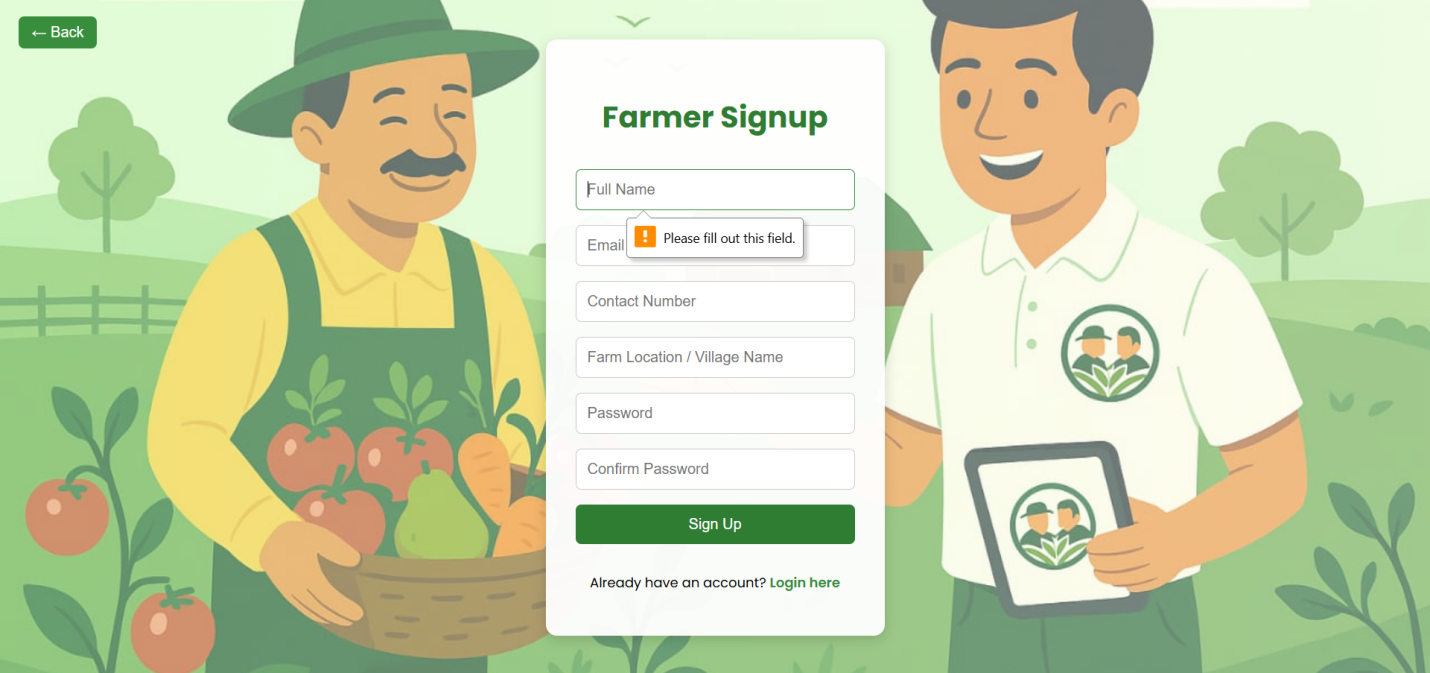 ← Back
Farmer Signup
Full Name
Please fill out this field.
Email
Contact Number
Farm Location / Village Name
Password
Confirm Password
Sign Up
Already have an account? Login here